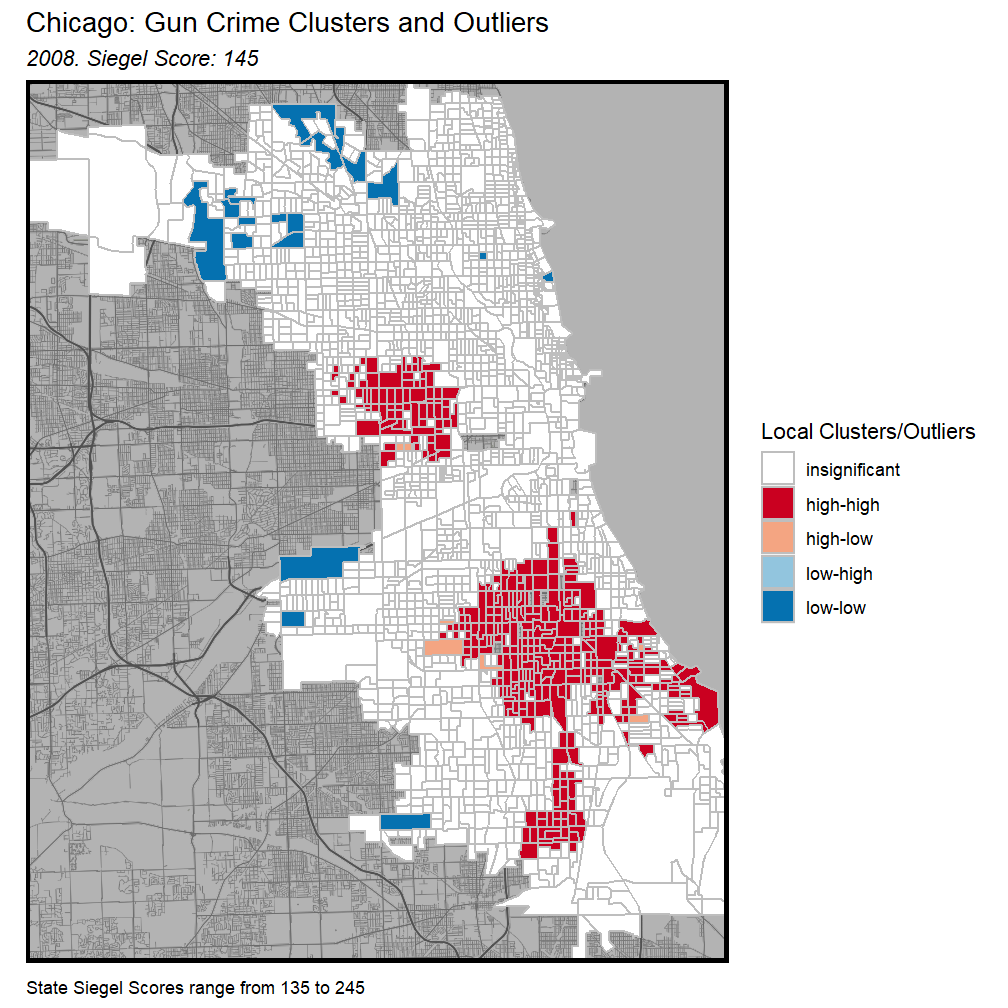 Chicago: Gun Crime Clusters and Outliers
2008. Siegel Score: 145
Local Clusters/Outliers
insignificant
high-high
high-low
low-high
low-low
State Siegel Scores range from 135 to 245